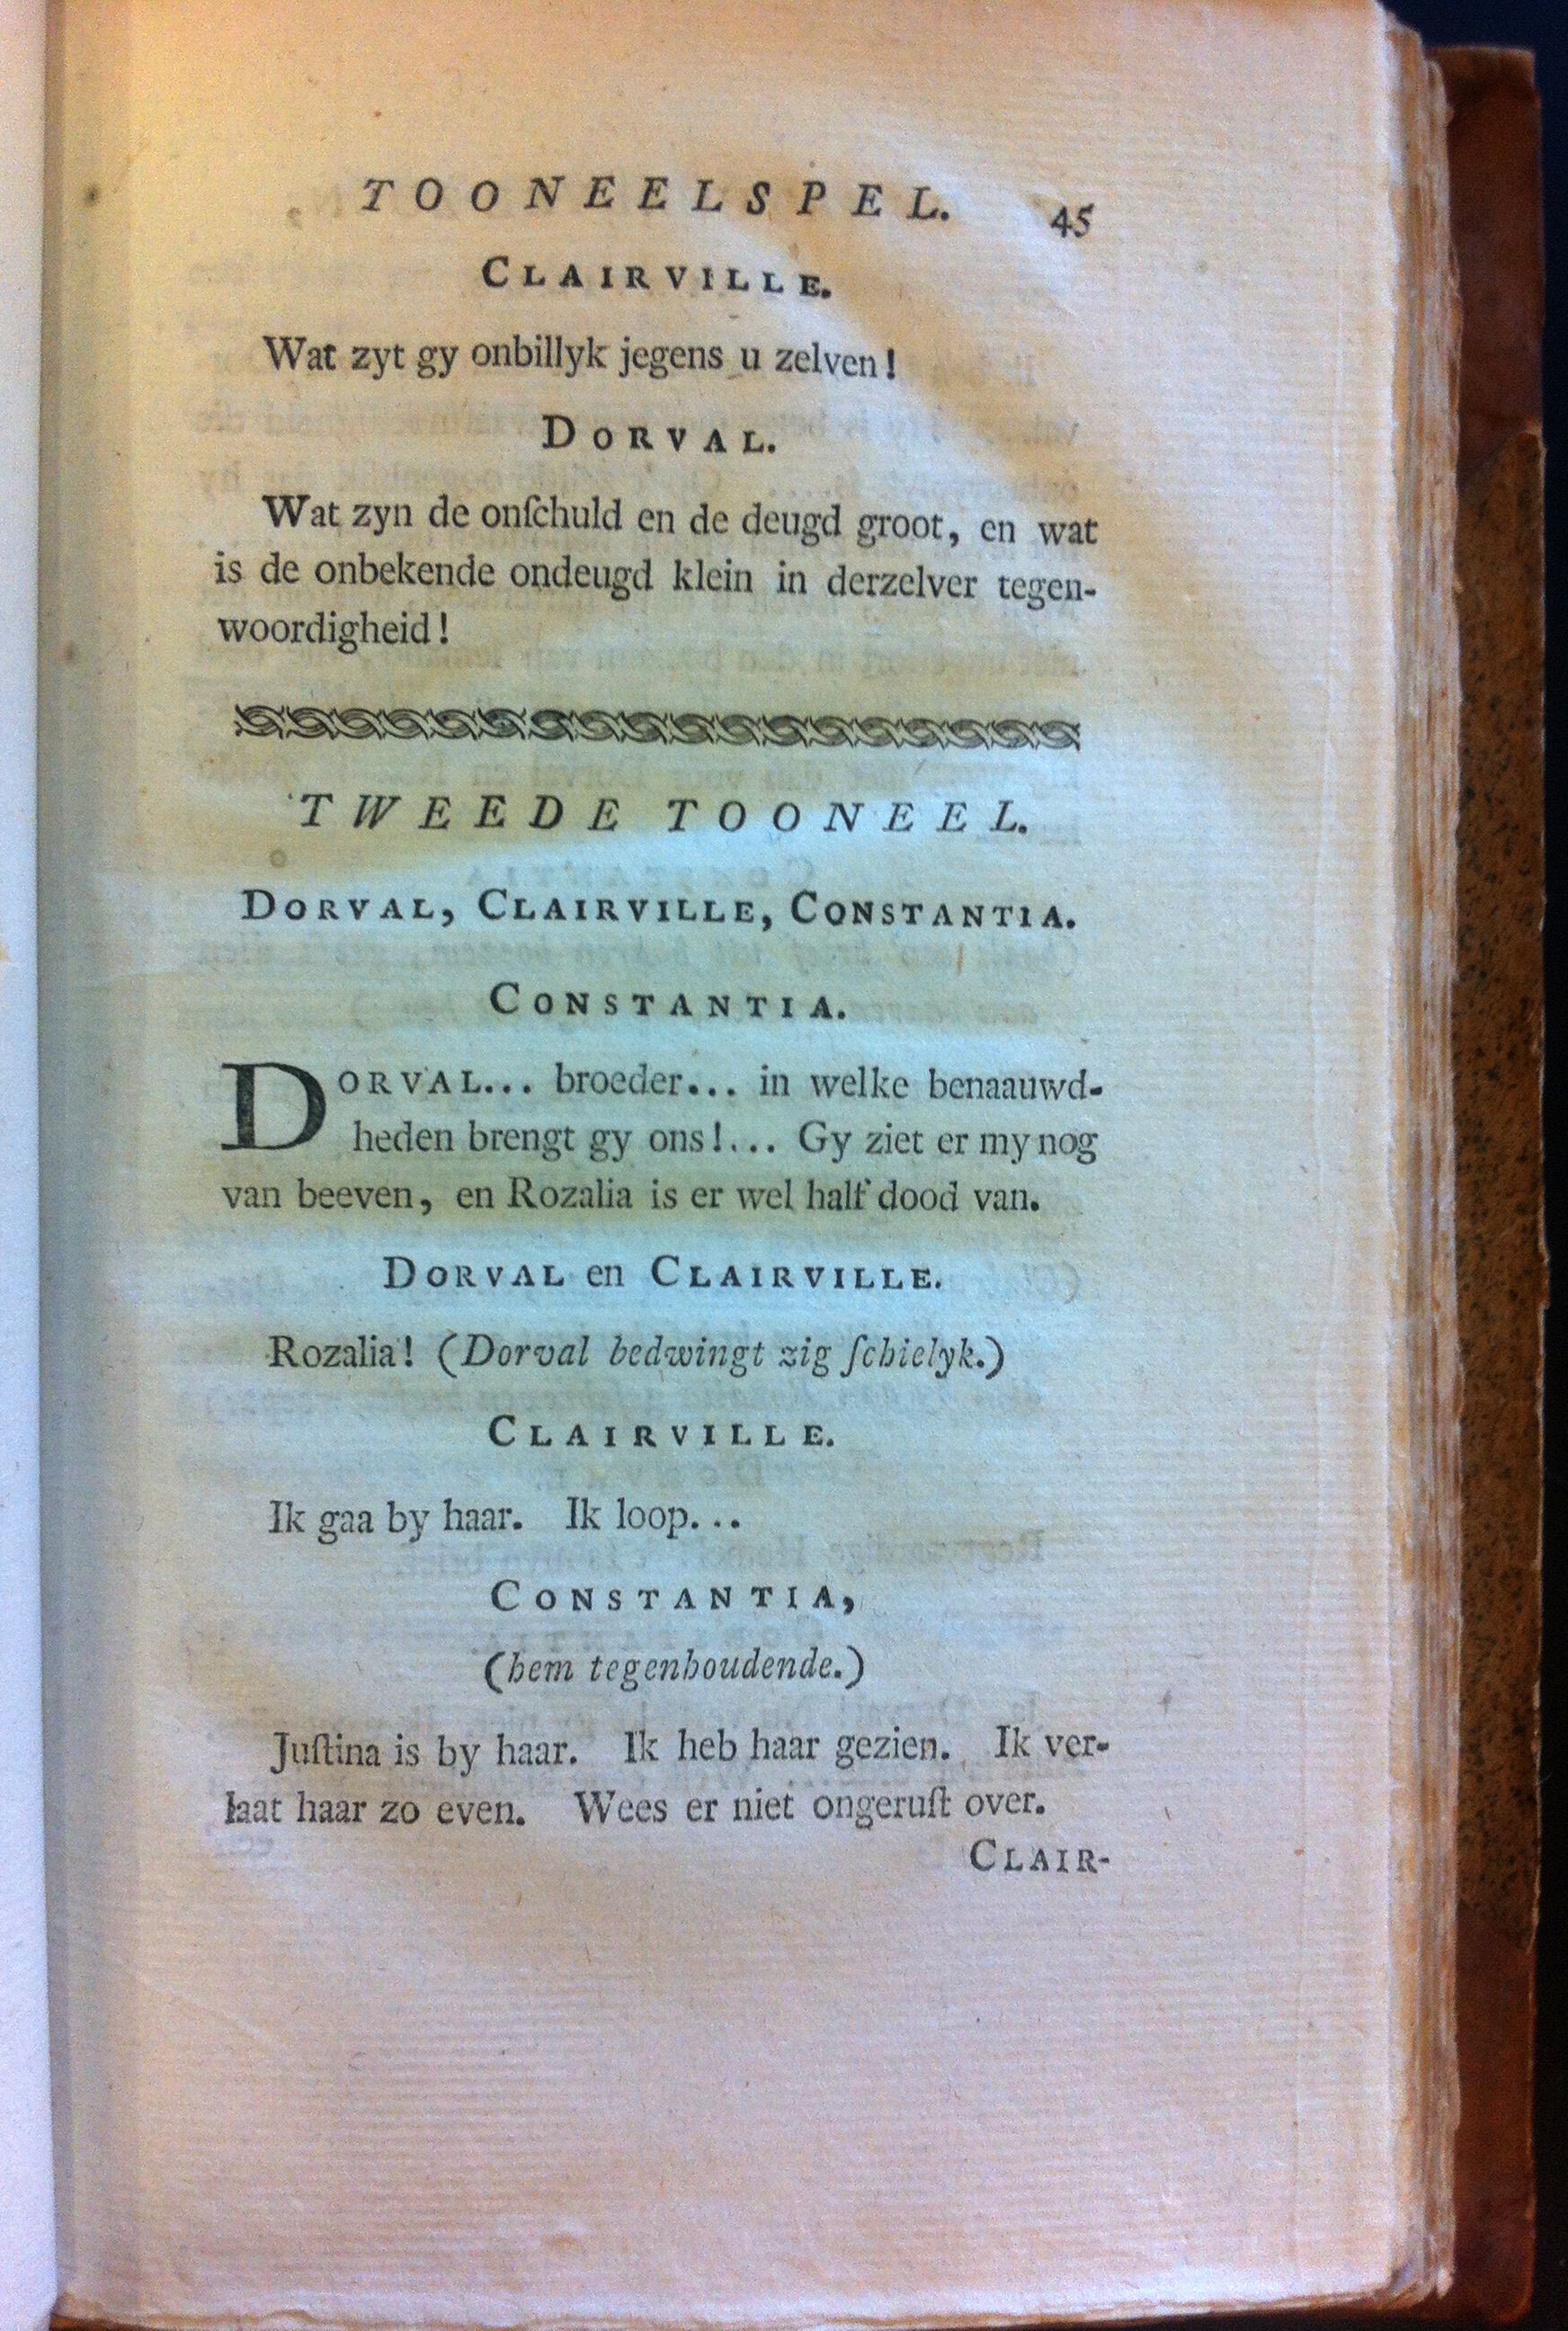 TOONEELSPEL. 45
CLAIRVILLE.
Wat zyt gy onbillyk jegens u zelven!
DORVAL.
Wat zyn de onſchuld en de deugd groot, en wat
is de onbekende ondeugd klein in derzelver tegen-
woordigheid!
TWEEDE TOONEEL.
DORVAL, CLAIRVILLE, CONSTANTIA.
CONSTANTIA.
DORVAL... broeder... in welke benaauwd-
heden brengt gy ons!... Gy ziet er my nog
van beeven, en Rozalia is er wel half dood van.
DORVAL en CLAIRVILLE.
Rozalia! (Dorval bedwingt zig ſchielyk.)
CLAIRVILLE.
Ik gaa by haar. Ik loop...
CONSTANTIA,
(hem tegenhoudende.)
Juſtina is by haar. Ik heb haar gezien. Ik ver-
laat haar zo even. Wees er niet ongeruſt over.
CLAIR-